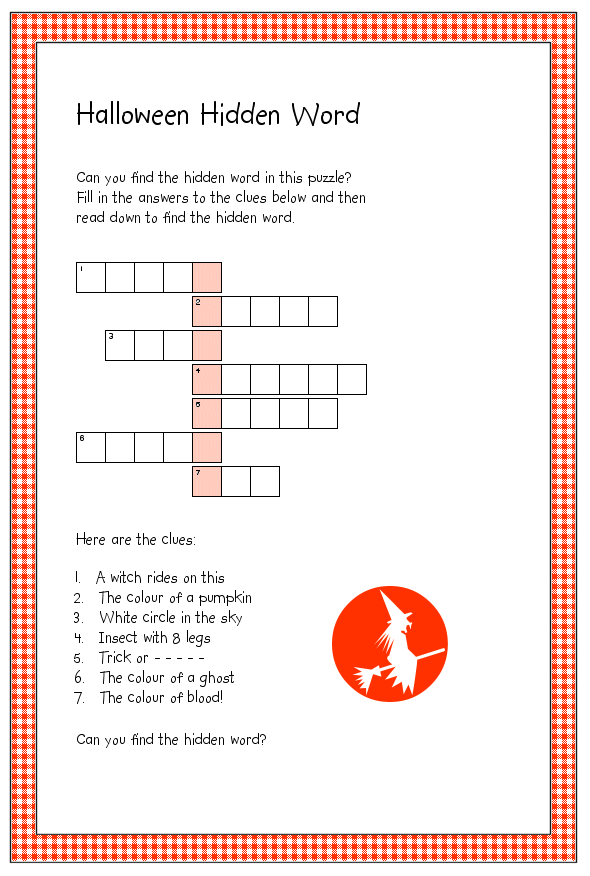 Halloween Hidden Word
Can you find the hidden word in this puzzle?
Fill in the answers to the clues below and then
read down to find the hidden word.
1
2
3
4
5
6
7
Here are the clues:
1. A witch rides on this
2. The colour of a pumpkin
3. White circle in the sky
4. Insect with 8 legs
5. Trick or - - - - -
6. The colour of a ghost
7. The colour of blood!
Can you find the hidden word?